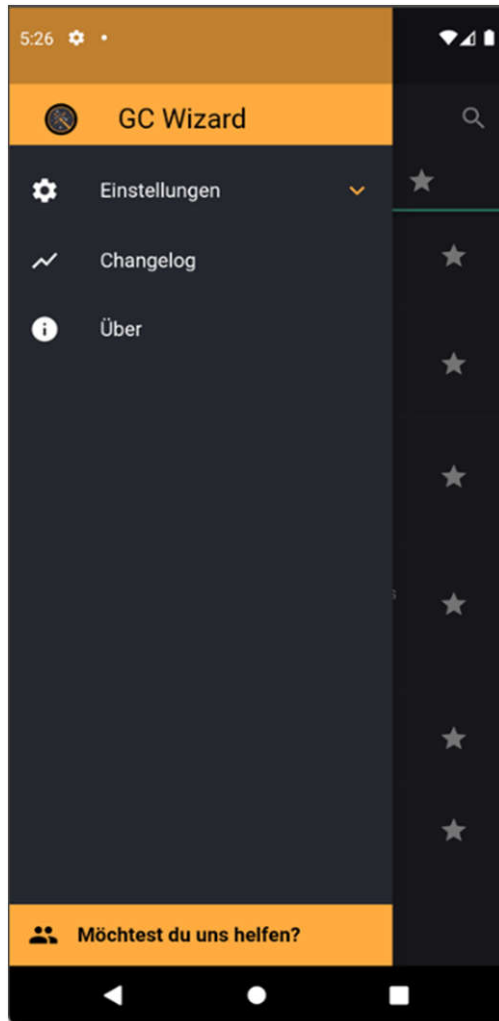 5:26
GC Wizard
Einstellungen
Changelog
Über
s
Möchtest du uns helfen?